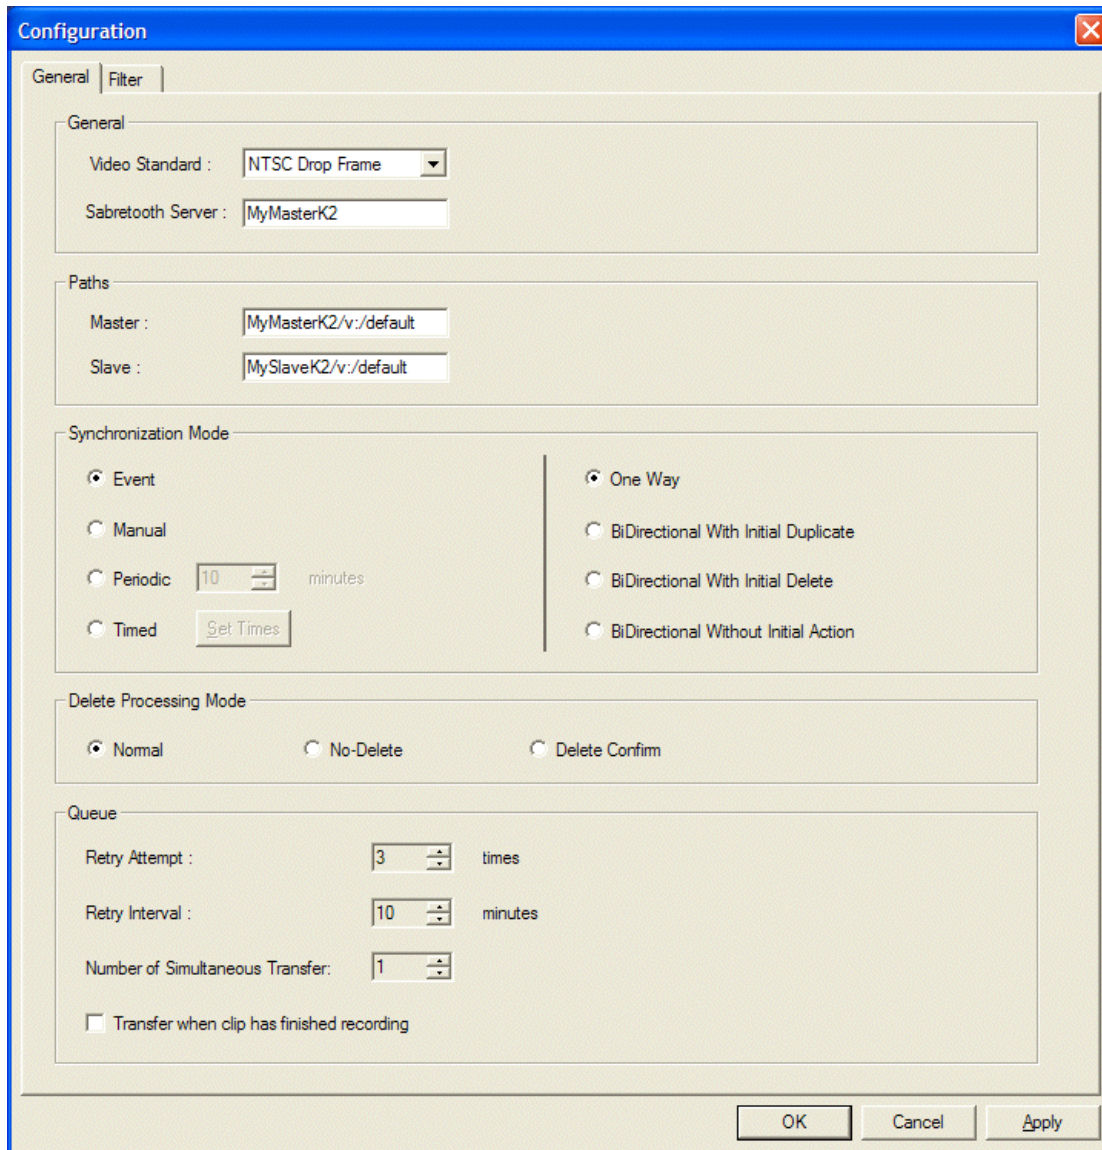 Configuration
General Filter
General
Video Standard : NTSC Drop Frame
Sabretooth Server : MyMasterK2
Paths
Master : MyMasterK2/v:/default
Slave : MySlaveK2/v:/default
Synchronization Mode
Event One Way
Manual BiDirectional With Initial Duplicate
Periodic 10 minutes BiDirectional With Initial Delete
Timed Set Times BiDirectional Without Initial Action
Delete Processing Mode
Normal No-Delete Delete Confirm
Queue
Retry Attempt : 3 times
Retry Interval : 10 minutes
Number of Simultaneous Transfer: 1
Transfer when clip has finished recording
OK Cancel Apply